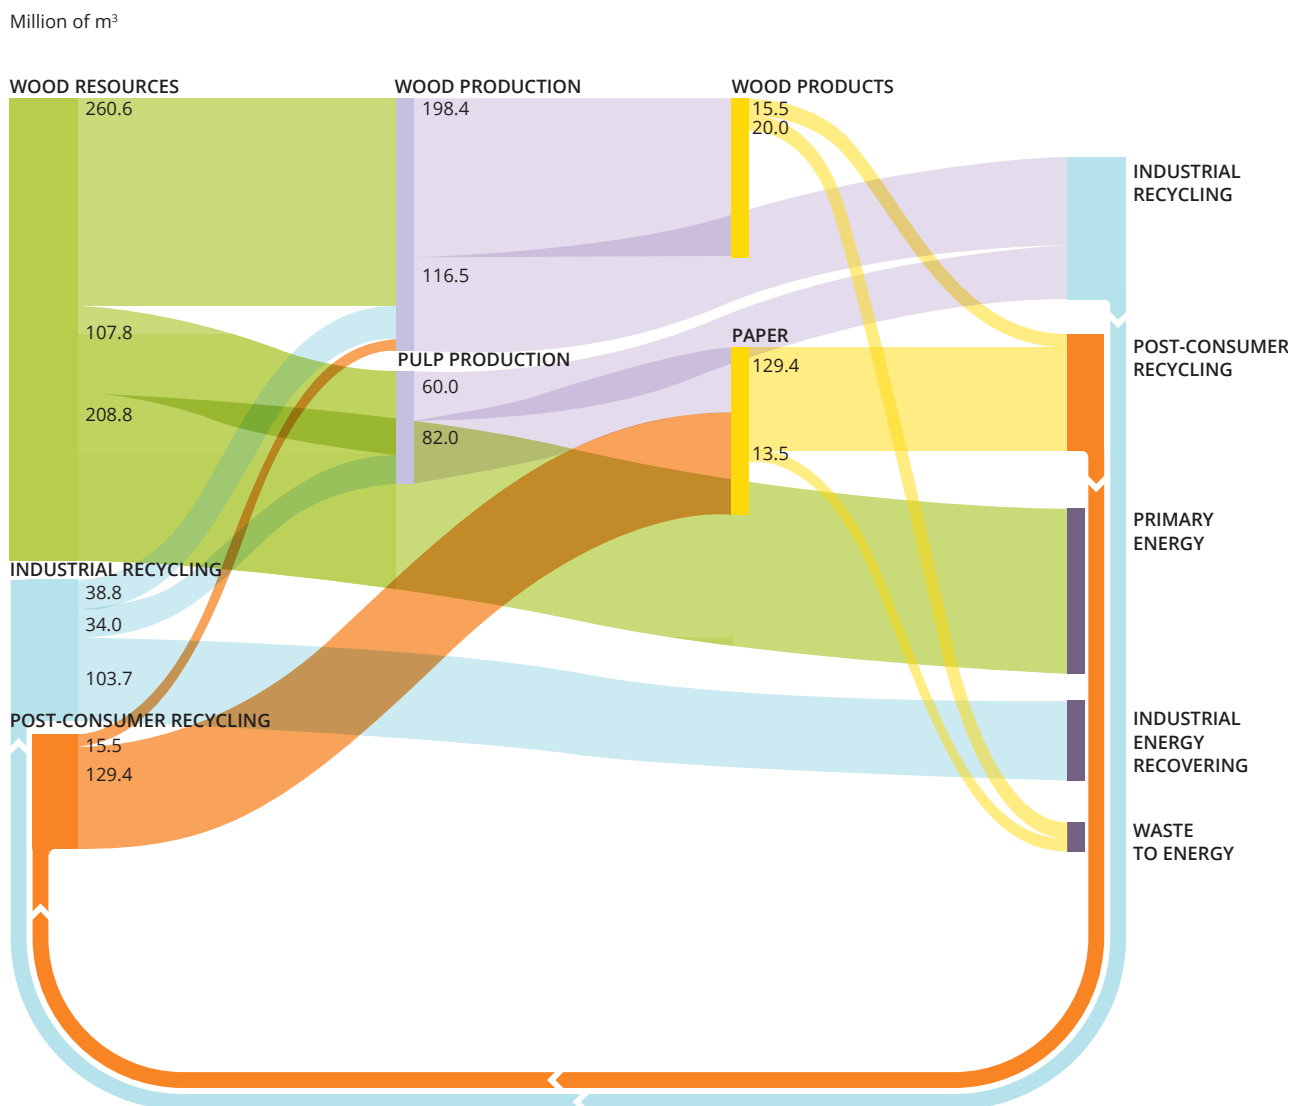 Million of m³
WOOD RESOURCES
260.6
107.8
208.8
INDUSTRIAL RECYCLING
38.8
34.0
103.7
POST-CONSUMER RECYCLING
15.5
129.4
WOOD PRODUCTION
198.4
116.5
PULP PRODUCTION
60.0
82.0
WOOD PRODUCTS
15.5
20.0
PAPER
129.4
13.5
INDUSTRIAL
RECYCLING
POST-CONSUMER
RECYCLING
PRIMARY
ENERGY
INDUSTRIAL
ENERGY
RECOVERING
WASTE
TO ENERGY